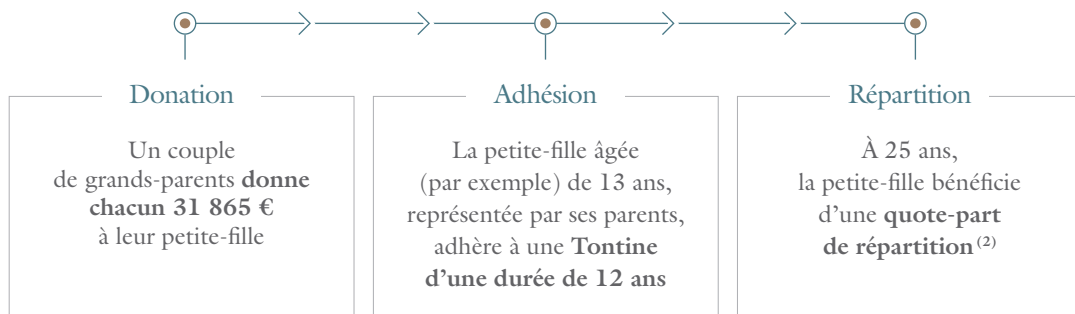 Donation
Un couple
de grands-parents donne
chacun 31 865 €
à leur petite-fille
Adhésion
La petite-fille âgée
(par exemple) de 13 ans,
représentée par ses parents,
adhère à une Tontine
d’une durée de 12 ans
Répartition
À 25 ans,
la petite-fille bénéficie
d’une quote-part
de répartition (2)